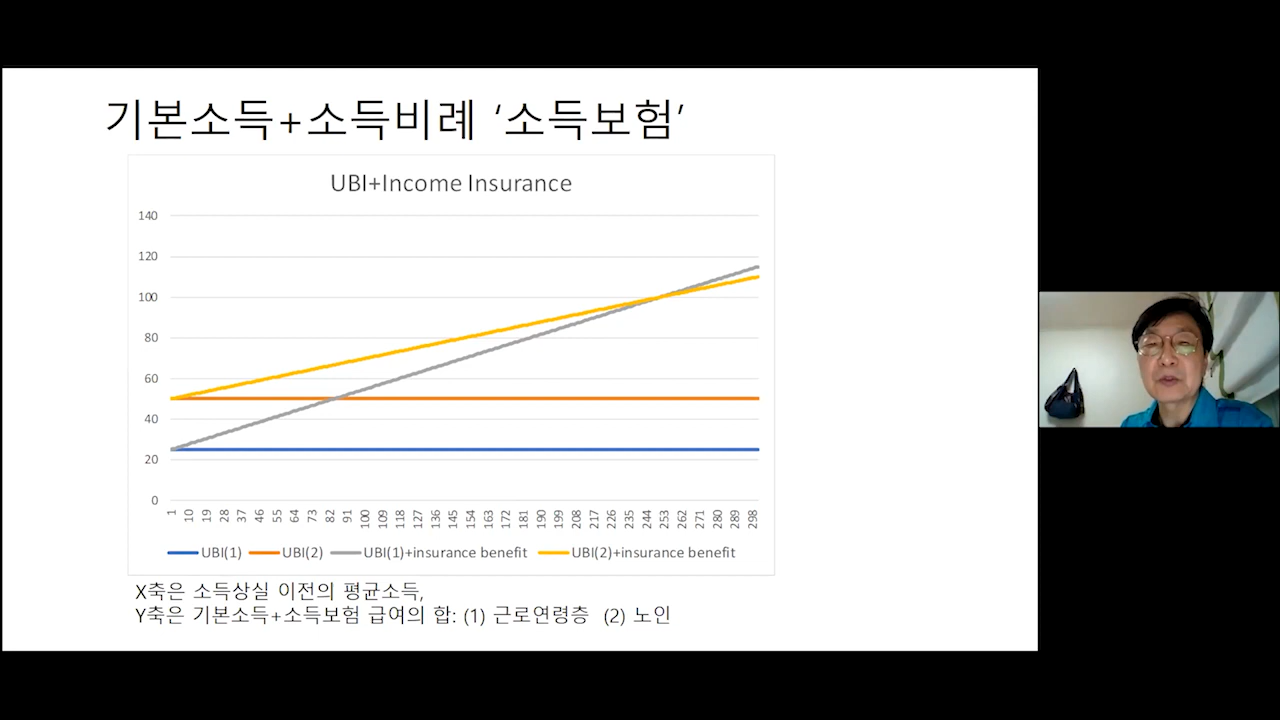 기본소득+소득비례 ‘소득보험’
UBI+Income Insurance
140
120
100
80
60
40
20
0
1 10 19 28 37 46 55 64 73 82 91 100 109 118 127 136 145 154 163 172 181 190 199 208 217 226 235 244 253 262 271 280 289 298
UBI(1) UBI(2) UBI(1)+insurance benefit UBI(2)+insurance benefit
X축은 소득상실 이전의 평균소득,
Y축은 기본소득+소득보험 급여의 합: (1) 근로연령층 (2) 노인